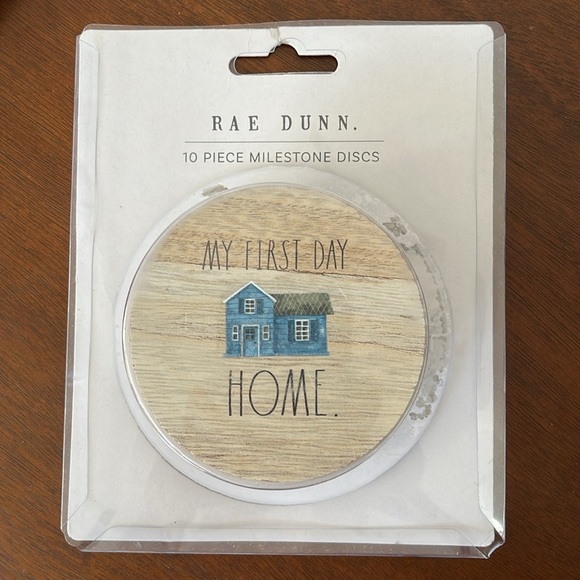 RAE DUNN.
10 PIECE MILESTONE DISCS
MY FIRST DAY
HOME.